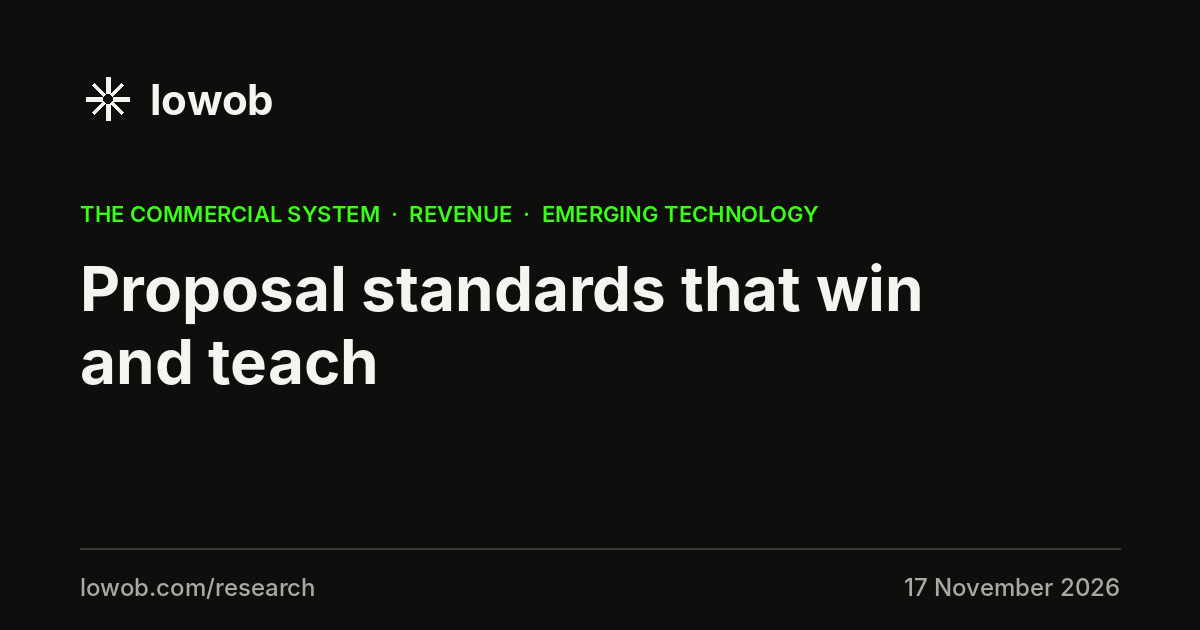 lowob
THE COMMERCIAL SYSTEM · REVENUE · EMERGING TECHNOLOGY
Proposal standards that win
and teach
lowob.com/research
17 November 2026